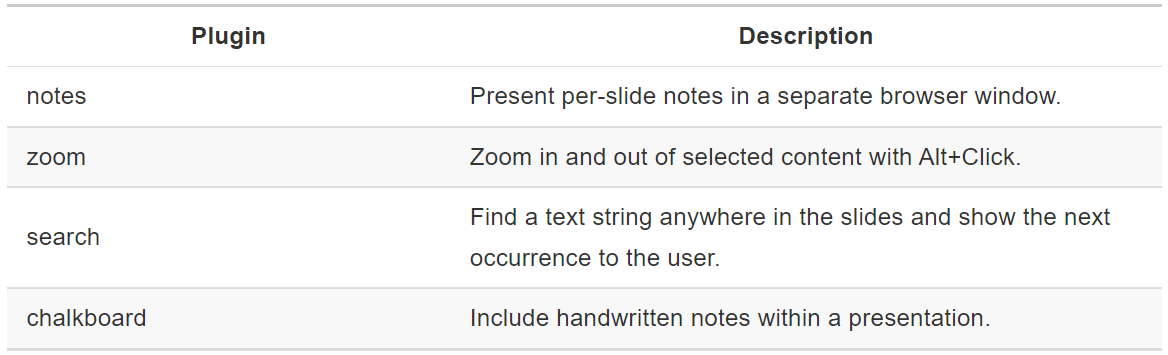 Plugin Description
notes Present per-slide notes in a separate browser window.
zoom Zoom in and out of selected content with Alt+Click.
search Find a text string anywhere in the slides and show the next
occurrence to the user.
chalkboard Include handwritten notes within a presentation.